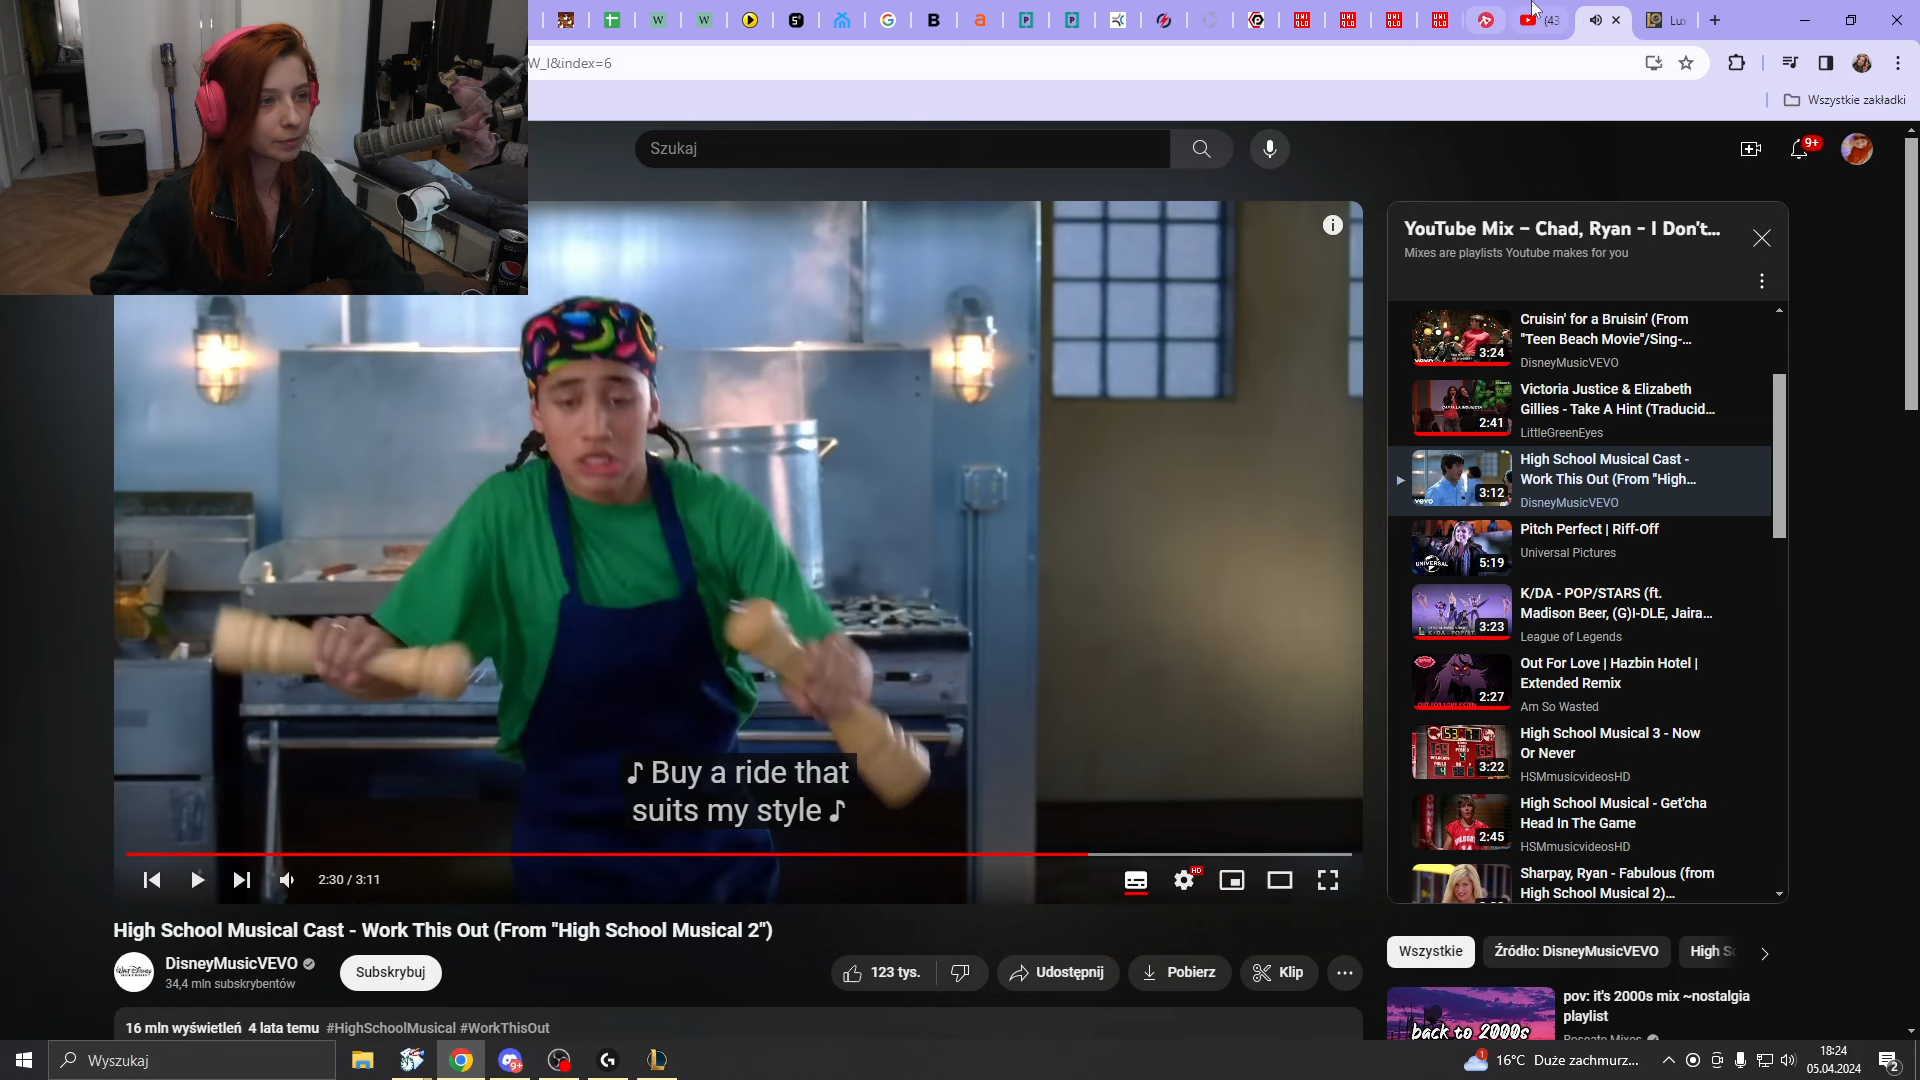 (43
Lu
W_I&index=6
Wszystkie zakładki
Szukaj
9+
YouTube Mix – Chad, Ryan - I Don't...
Mixes are playlists Youtube makes for you
Cruisin' for a Bruisin' (From
"Teen Beach Movie"/Sing-...
DisneyMusicVEVO
3:24
Victoria Justice & Elizabeth
Gillies - Take A Hint (Traducid...
LittleGreenEyes
2:41
High School Musical Cast -
Work This Out (From "High...
DisneyMusicVEVO
3:12
Pitch Perfect | Riff-Off
Universal Pictures
5:19
K/DA - POP/STARS (ft.
Madison Beer, (G)I-DLE, Jaira...
League of Legends
3:23
Out For Love | Hazbin Hotel |
Extended Remix
Am So Wasted
2:27
High School Musical 3 - Now
Or Never
HSMmusicvideosHD
3:22
High School Musical - Get'cha
Head In The Game
HSMmusicvideosHD
2:45
Sharpay, Ryan - Fabulous (from
High School Musical 2)...
♪ Buy a ride that
suits my style ♪
2:30 / 3:11
HD
High School Musical Cast - Work This Out (From "High School Musical 2")
DisneyMusicVEVO
34,4 mln subskrybentów
Subskrybuj
123 tys.
Udostępnij
Pobierz
Klip
16 mln wyświetleń 4 lata temu #HighSchoolMusical #WorkThisOut
Wszystkie
Źródło: DisneyMusicVEVO
High Sc
pov: it's 2000s mix ~nostalgia
playlist
back to 2000s
Wyszukaj
9+
1
16°C Duże zachmurz...
18:24
05.04.2024
2